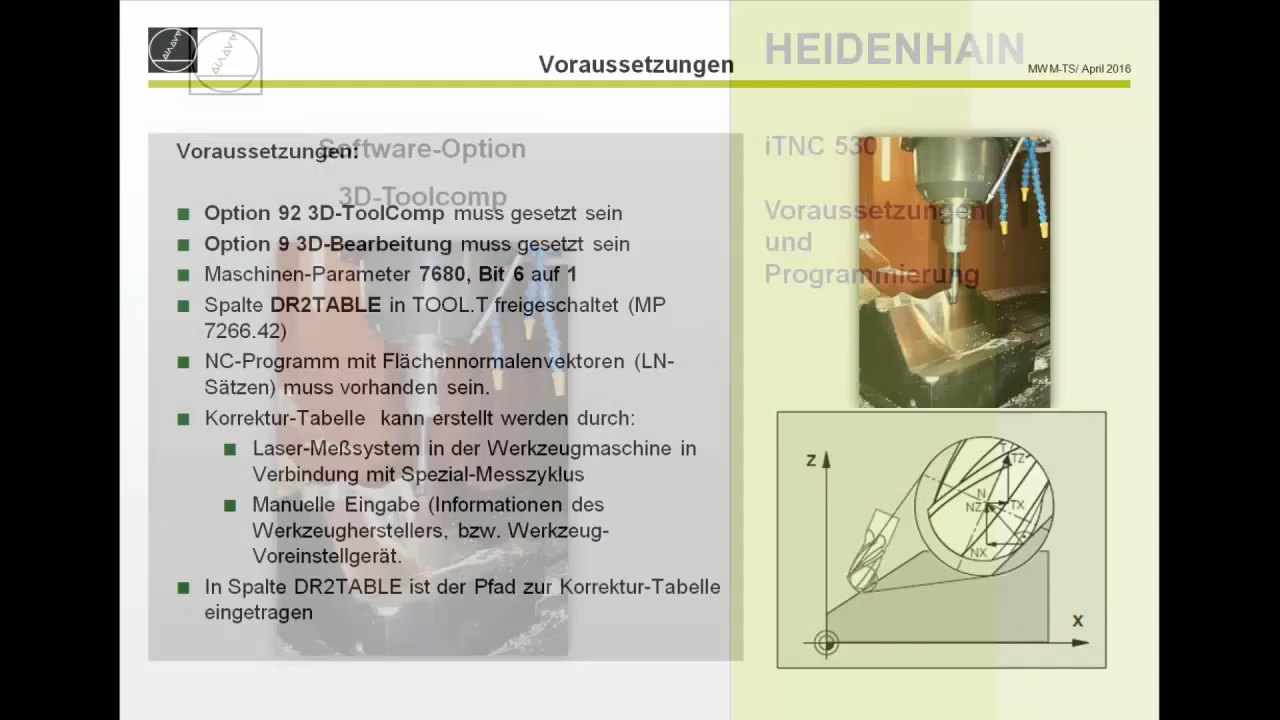 HEIDENHAIN
Voraussetzungen
MWM-TS/ April 2016
Software-Option
3D-Toolcomp
iTNC 530
Voraussetzungen
und
Programmierung
Voraussetzungen:
Option 92 3D-ToolComp muss gesetzt sein
Option 9 3D-Bearbeitung muss gesetzt sein
Maschinen-Parameter 7680, Bit 6 auf 1
Spalte DR2TABLE in TOOL.T freigeschaltet (MP
7266.42)
NC-Programm mit Flächennormalenvektoren (LN-
Sätzen) muss vorhanden sein.
Korrektur-Tabelle kann erstellt werden durch:
Laser-Meßsystem in der Werkzeugmaschine in
Verbindung mit Spezial-Messzyklus
Manuelle Eingabe (Informationen des
Werkzeugherstellers, bzw. Werkzeug-
Voreinstellgerät.
In Spalte DR2TABLE ist der Pfad zur Korrektur-Tabelle
eingetragen
Z
TZ
N
NZ
TX
NX
X